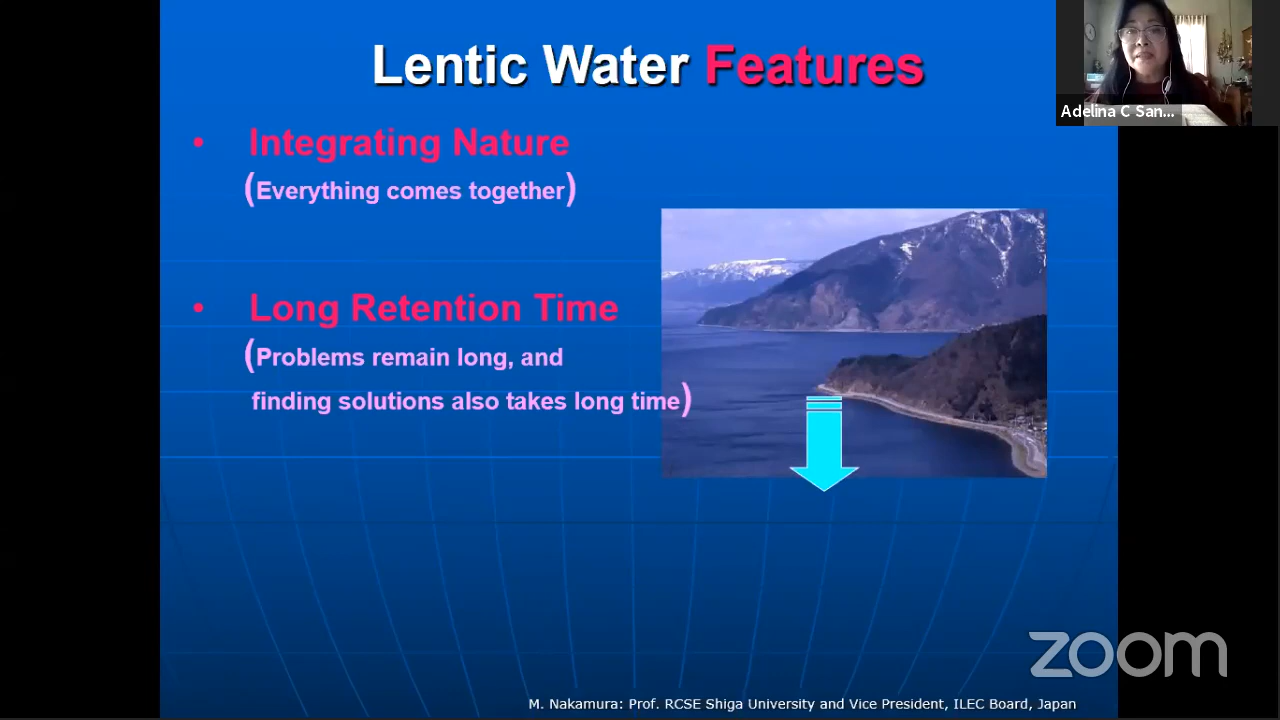 Lentic Water Features
Adelina C San...
• Integrating Nature
(Everything comes together)
• Long Retention Time
(Problems remain long, and
finding solutions also takes long time)
zoom
M. Nakamura: Prof. RCSE Shiga University and Vice President, ILEC Board, Japan